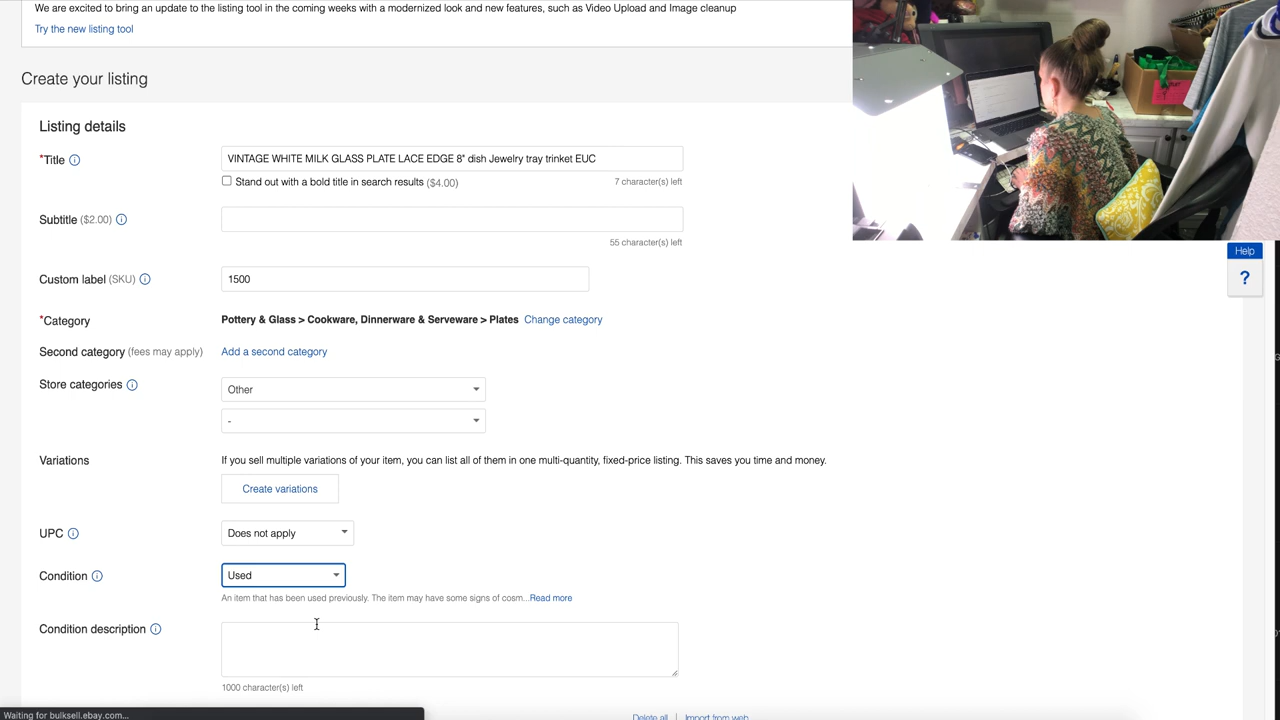 We are excited to bring an update to the listing tool in the coming weeks with a modernized look and new features, such as Video Upload and Image cleanup
Try the new listing tool
Create your listing
Listing details
*Title
VINTAGE WHITE MILK GLASS PLATE LACE EDGE 8" dish Jewelry tray trinket EUC
Stand out with a bold title in search results ($4.00)
7 character(s) left
Subtitle ($2.00)
55 character(s) left
Help
?
Custom label (SKU)
1500
*Category
Pottery & Glass > Cookware, Dinnerware & Serveware > Plates Change category
Second category (fees may apply)
Add a second category
Store categories
Other
-
Variations
If you sell multiple variations of your item, you can list all of them in one multi-quantity, fixed-price listing. This saves you time and money.
Create variations
UPC
Does not apply
Condition
Used
An item that has been used previously. The item may have some signs of cosm...Read more
Condition description
1000 character(s) left
Delete all | Import from web
Waiting for bulksell.ebay.com...